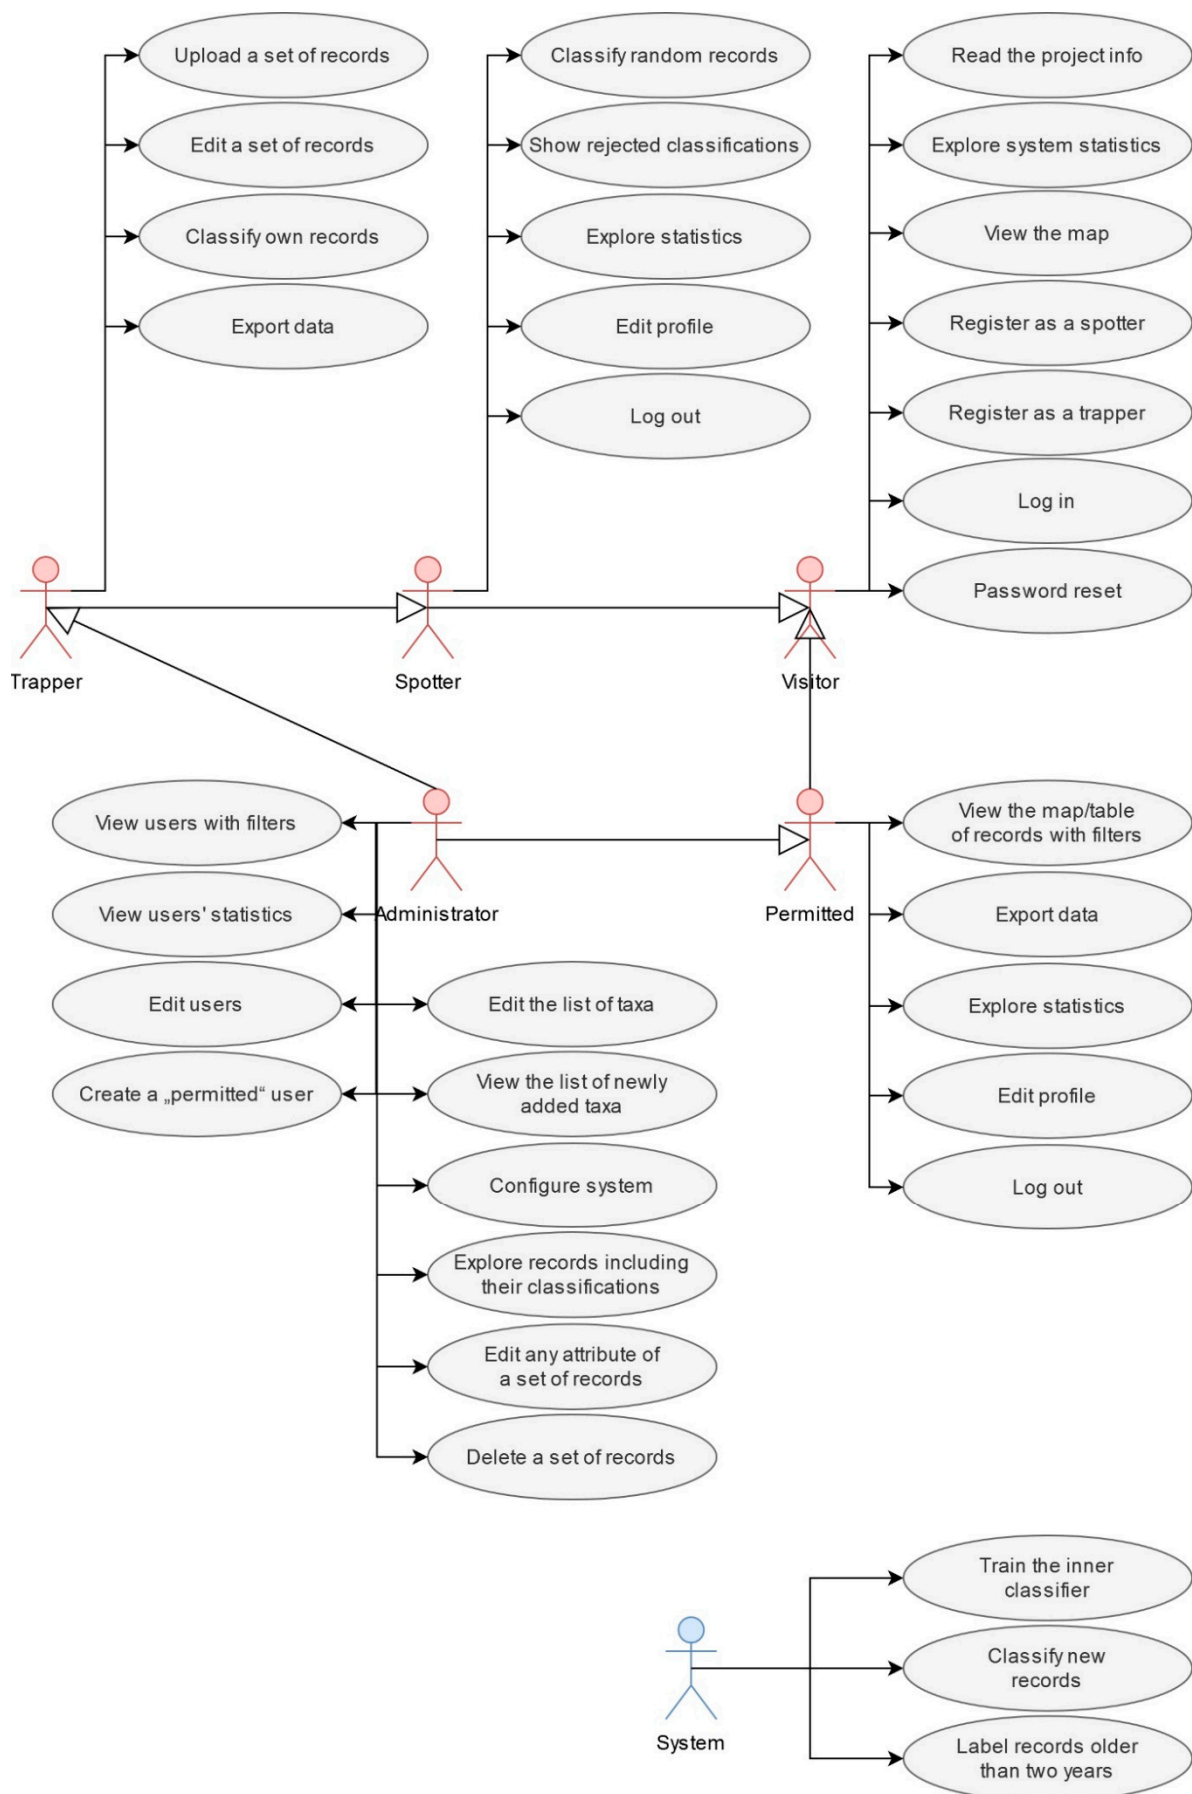 Upload a set of records
Edit a set of records
Classify own records
Export data
Trapper
Classify random records
Show rejected classifications
Explore statistics
Edit profile
Log out
Spotter
Read the project info
Explore system statistics
View the map
Register as a spotter
Register as a trapper
Log in
Password reset
Visitor
View users with filters
View users' statistics
Edit users
Create a „permitted“ user
Administrator
Edit the list of taxa
View the list of newly
added taxa
Configure system
Explore records including
their classifications
Edit any attribute of
a set of records
Delete a set of records
Permitted
View the map/table
of records with filters
Export data
Explore statistics
Edit profile
Log out
System
Train the inner
classifier
Classify new
records
Label records older
than two years